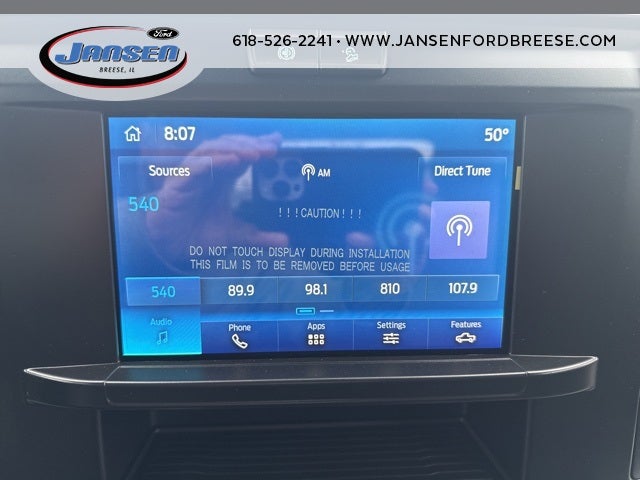 Ford
JANSEN
BREESE, IL
618-526-2241 • WWW.JANSENFORDBREESE.COM
8:07
50°
Sources
AM
Direct Tune
540
!!!CAUTION!!!
DO NOT TOUCH DISPLAY DURING INSTALLATION
THIS FILM IS TO BE REMOVED BEFORE USAGE
540 89.9 98.1 810 107.9
Audio Phone Apps Settings Features